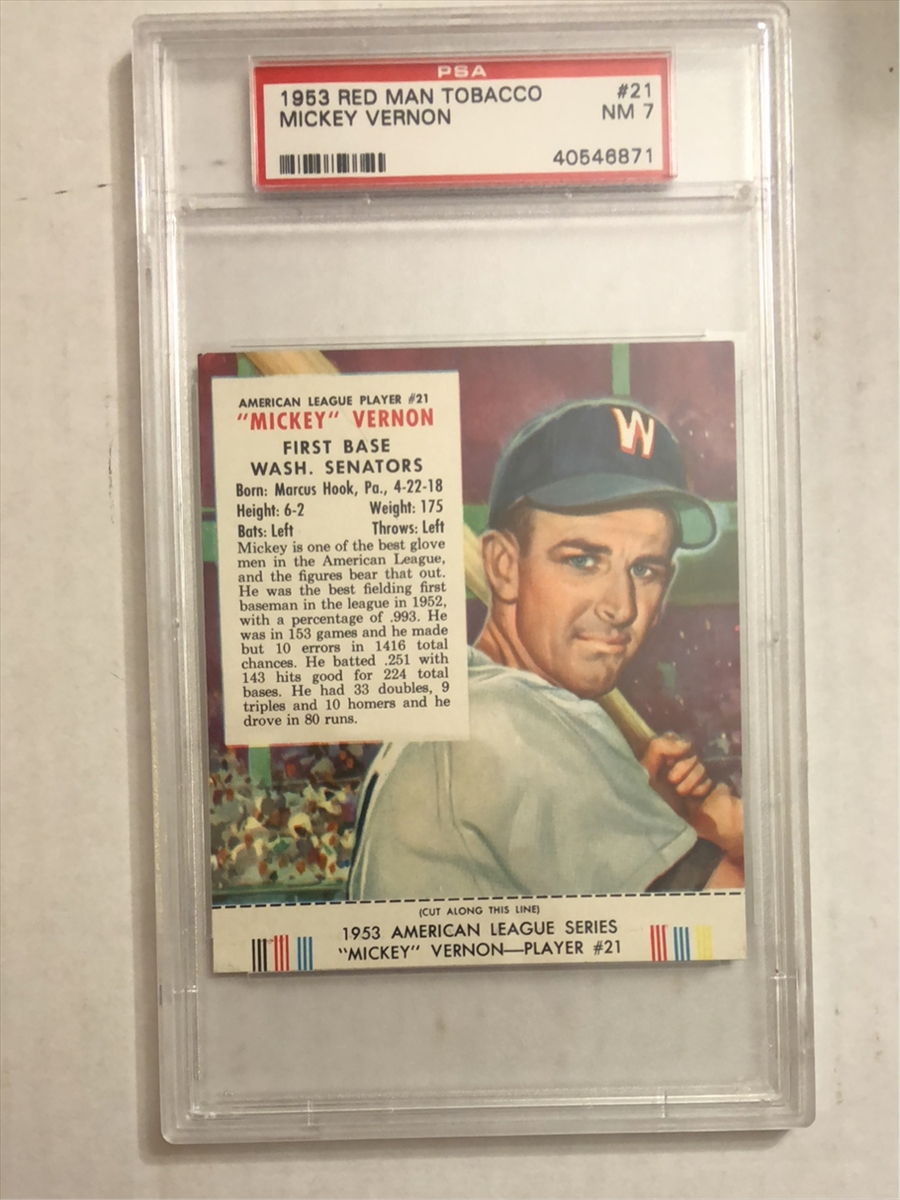 PSA
1953 RED MAN TOBACCO #21
MICKEY VERNON NM 7
40546871
AMERICAN LEAGUE PLAYER #21
"MICKEY" VERNON
FIRST BASE
WASH. SENATORS
Born: Marcus Hook, Pa., 4-22-18
Height: 6-2 Weight: 175
Bats: Left Throws: Left
Mickey is one of the best glove
men in the American League,
and the figures bear that out.
He was the best fielding first
baseman in the league in 1952,
with a percentage of .993. He
was in 153 games and he made
but 10 errors in 1416 total
chances. He batted .251 with
143 hits good for 224 total
bases. He had 33 doubles, 9
triples and 10 homers and he
drove in 80 runs.
W
(CUT ALONG THIS LINE)
1953 AMERICAN LEAGUE SERIES
"MICKEY" VERNON—PLAYER #21